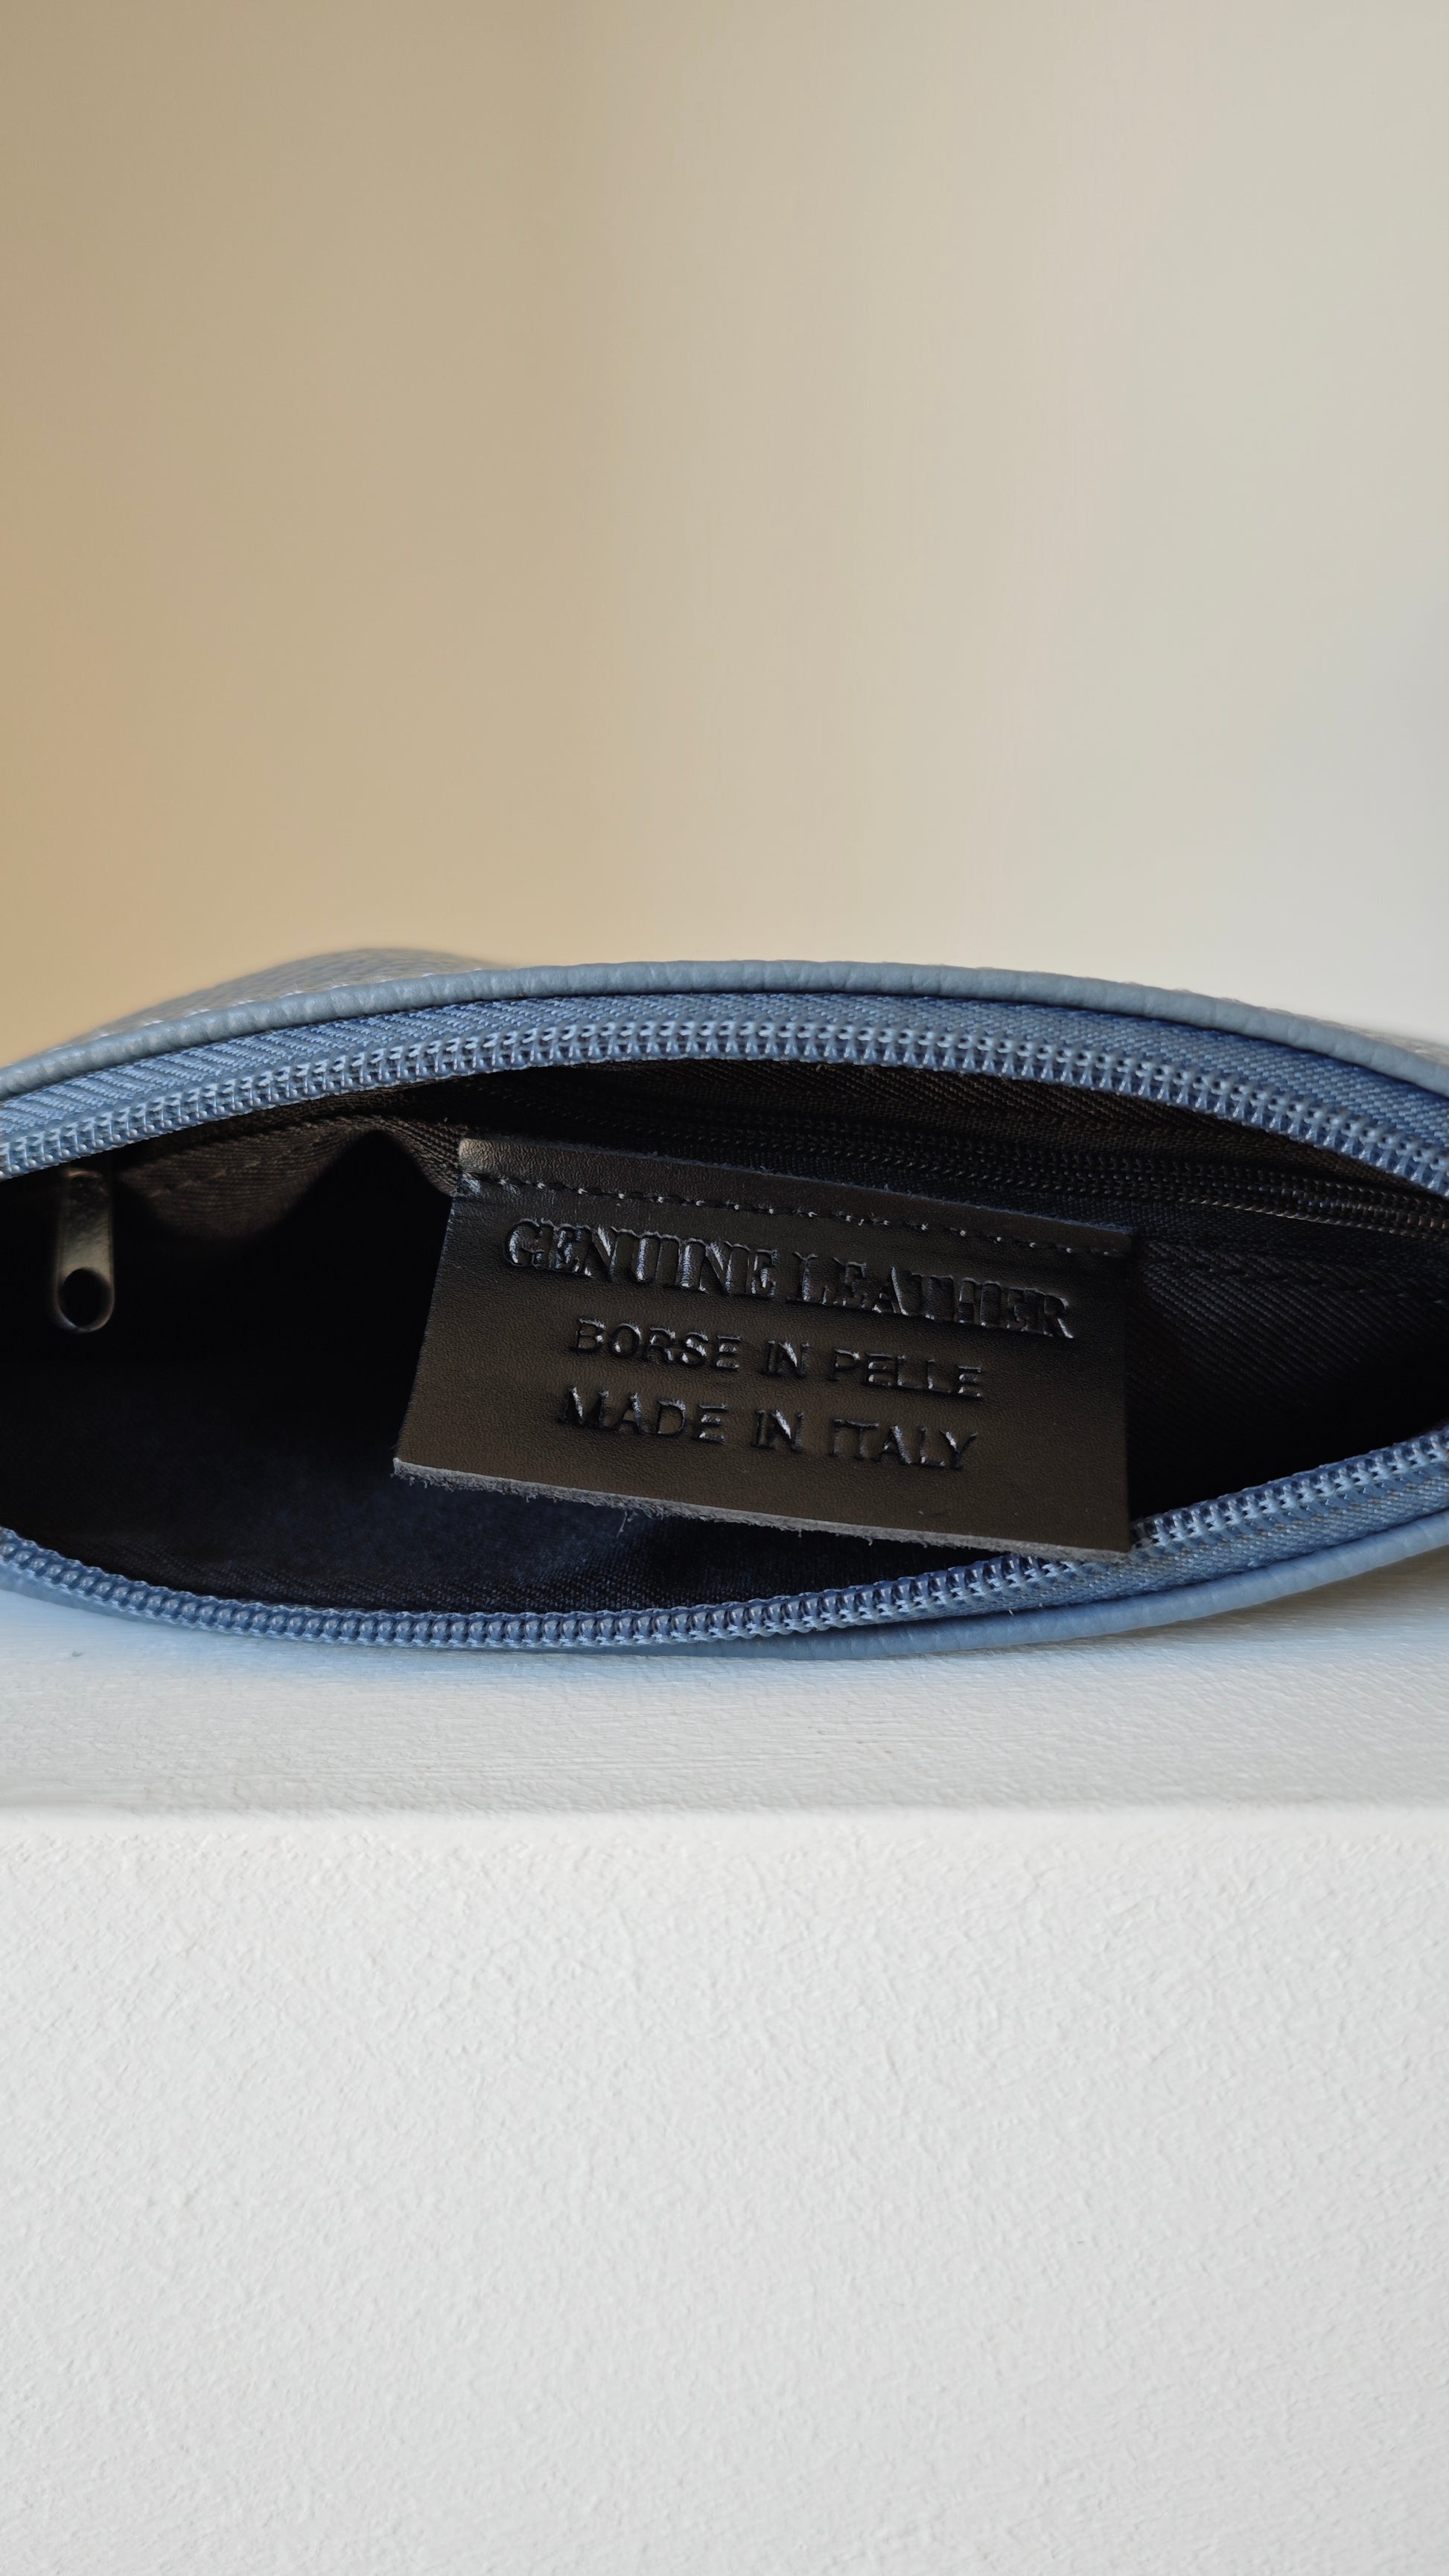 GENUINE LEATHER
BORSE IN PELLE
MADE IN ITALY